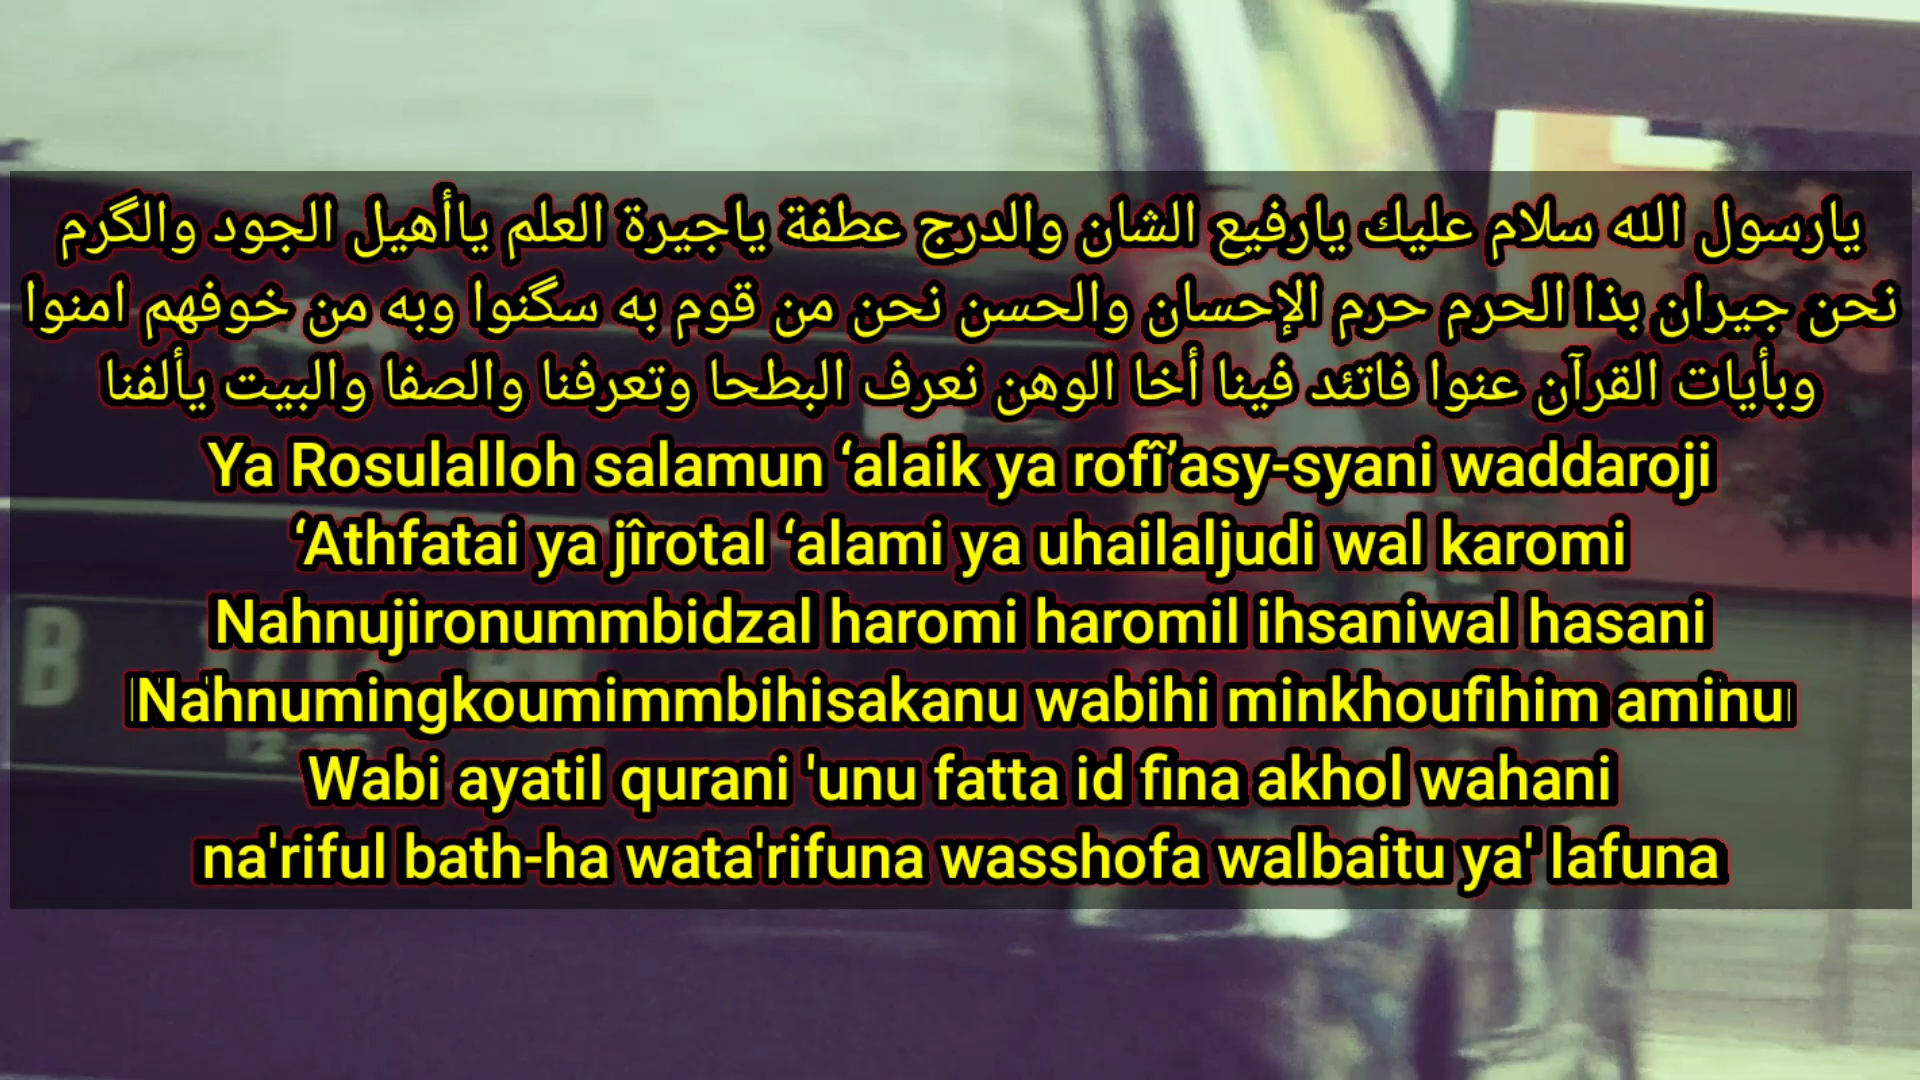 يارسول الله سلام عليك يارفيع الشان والدرج عطفة ياجيرة العلم ياأهيل الجود والگرم
نحن جيران بذا الحرم حرم الإحسان والحسن نحن من قوم به سگنوا وبه من خوفهم امنوا
وبأيات القرآن عنوا فاتئد فينا أخا الوهن نعرف البطحا وتعرفنا والصفا والبيت يألفنا
Ya Rosulalloh salamun ‘alaik ya rofî’asy-syani waddaroji
‘Athfatai ya jîrotal ‘alami ya uhailaljudi wal karomi
Nahnujironummbidzal haromi haromil ihsaniwal hasani
Nahnumingkoumimmbihisakanu wabihi minkhoufihim aminu
Wabi ayatil qurani 'unu fatta id fina akhol wahani
na'riful bath-ha wata'rifuna wasshofa walbaitu ya' lafuna
B